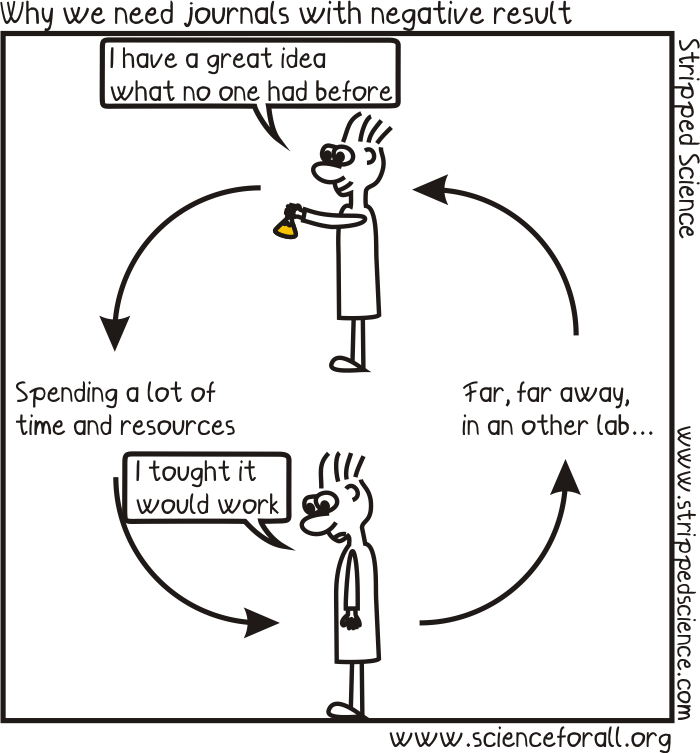 Why we need journals with negative result
I have a great idea
what no one had before
Stripped Science
Spending a lot of
time and resources
Far, far away,
in an other lab...
I tought it
would work
www.strippedscience.com
www.scienceforall.org